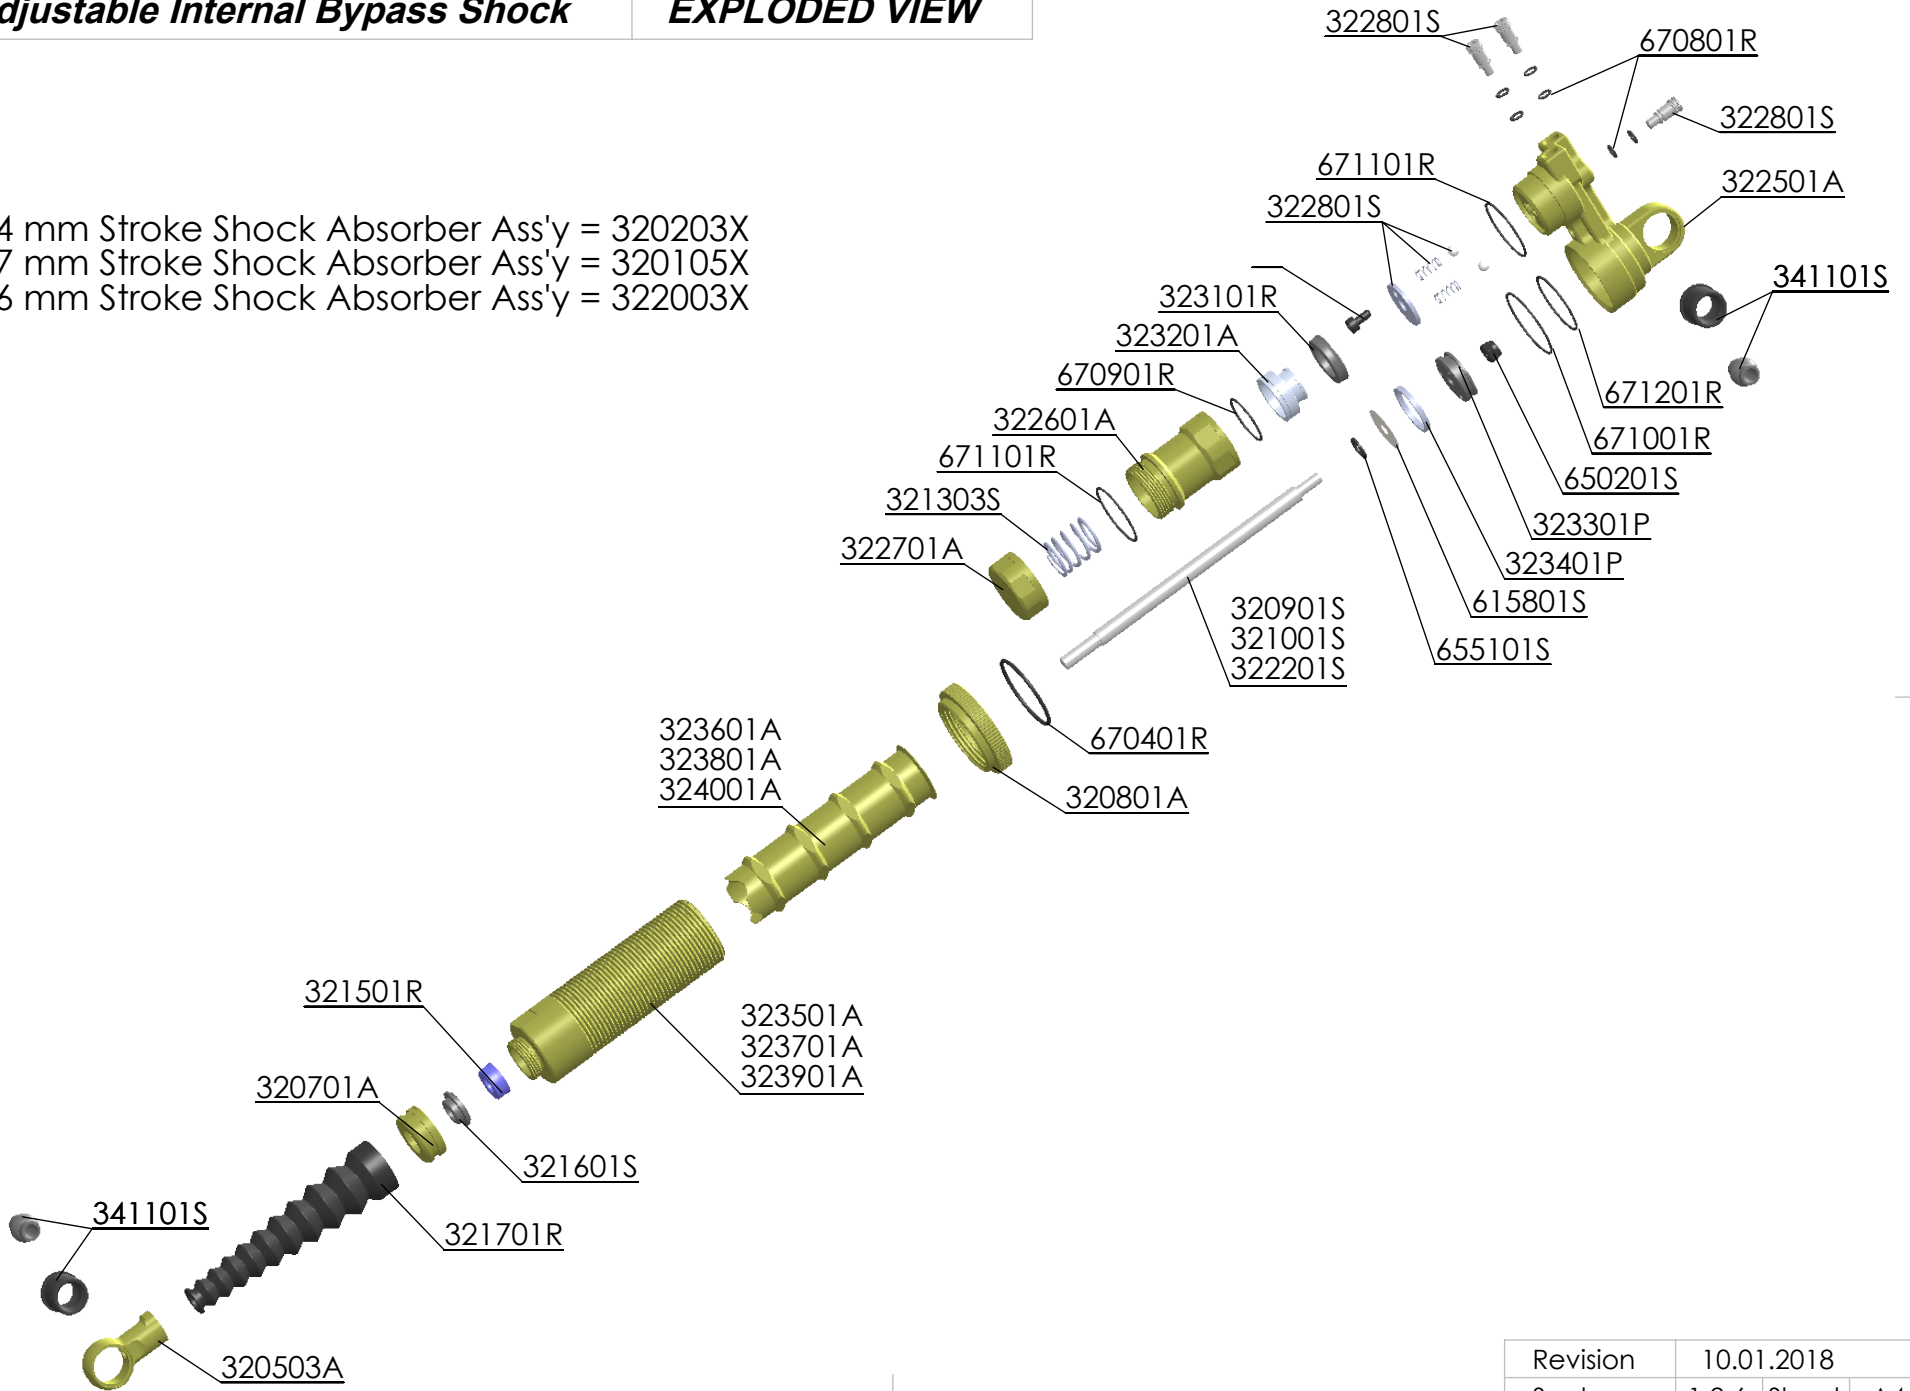 djustable Internal Bypass Shock
EXPLODED VIEW
4 mm Stroke Shock Absorber Ass'y = 320203X
7 mm Stroke Shock Absorber Ass'y = 320105X
6 mm Stroke Shock Absorber Ass'y = 322003X
322801S
670801R
322801S
671101R
322501A
322801S
341101S
323101R
323201A
670901R
671201R
322601A
671001R
671101R
650201S
321303S
323301P
322701A
323401P
615801S
320901S
321001S
322201S
655101S
670401R
323601A
323801A
324001A
320801A
321501R
323501A
323701A
323901A
320701A
321601S
341101S
321701R
320503A
Revision
10.01.2018